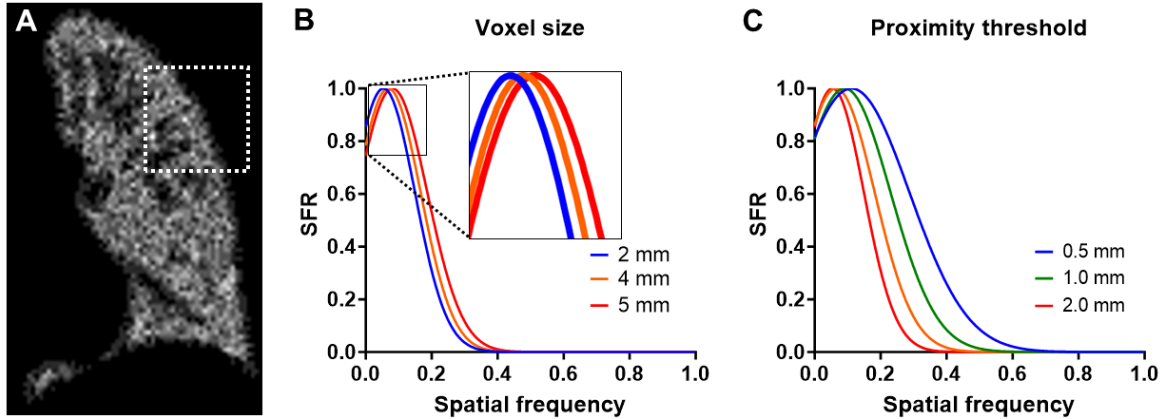 A
B
Voxel size
1.0
0.8
0.6
0.4
0.2
0.0
SFR
2 mm
4 mm
5 mm
0.0 0.2 0.4 0.6 0.8 1.0
Spatial frequency
C
Proximity threshold
1.0
0.8
0.6
0.4
0.2
0.0
SFR
0.5 mm
1.0 mm
2.0 mm
0.0 0.2 0.4 0.6 0.8 1.0
Spatial frequency